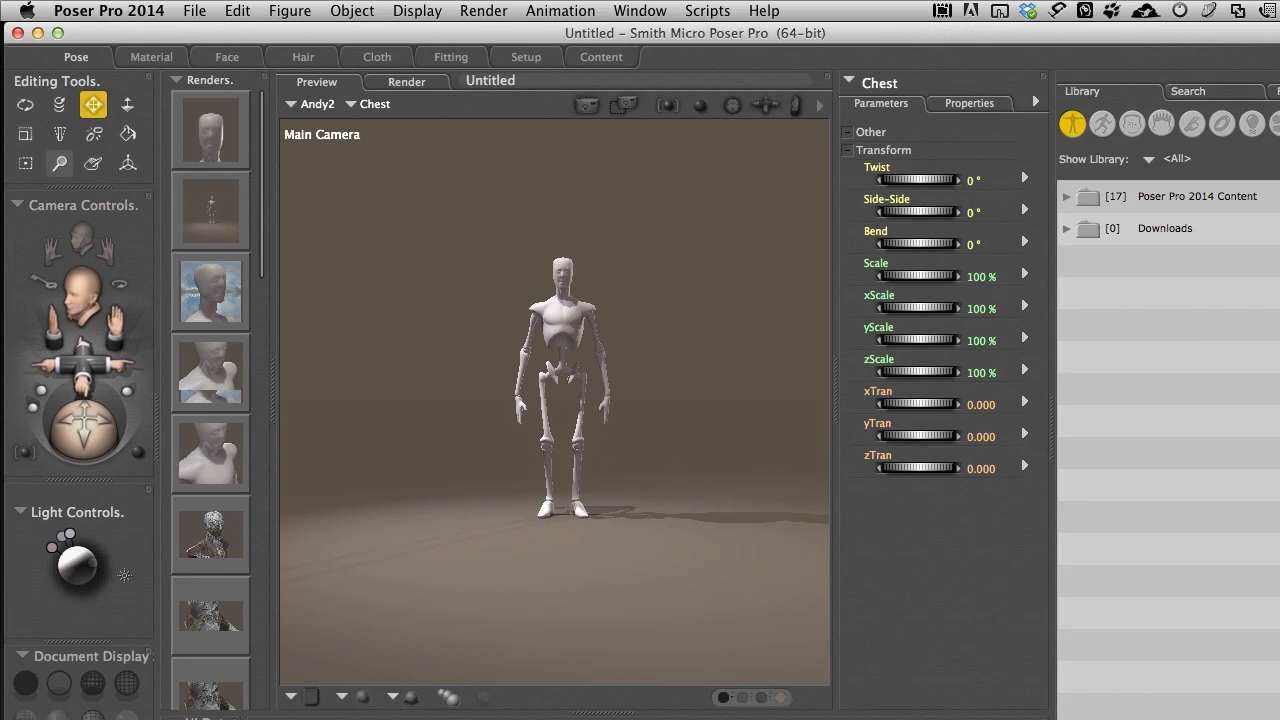 Poser Pro 2014 File Edit Figure Object Display Render Animation Window Scripts Help
Untitled – Smith Micro Poser Pro (64-bit)
Pose Material Face Hair Cloth Fitting Setup Content
Editing Tools.
Renders.
Preview Render Untitled
Andy2 Chest
Main Camera
Camera Controls.
Light Controls.
Document Display
Chest
Parameters Properties
Other
Transform
Twist
0 °
Side-Side
0 °
Bend
0 °
Scale
100 %
xScale
100 %
yScale
100 %
zScale
100 %
xTran
0.000
yTran
0.000
zTran
0.000
Library Search
Show Library: <All>
[17] Poser Pro 2014 Content
[0] Downloads